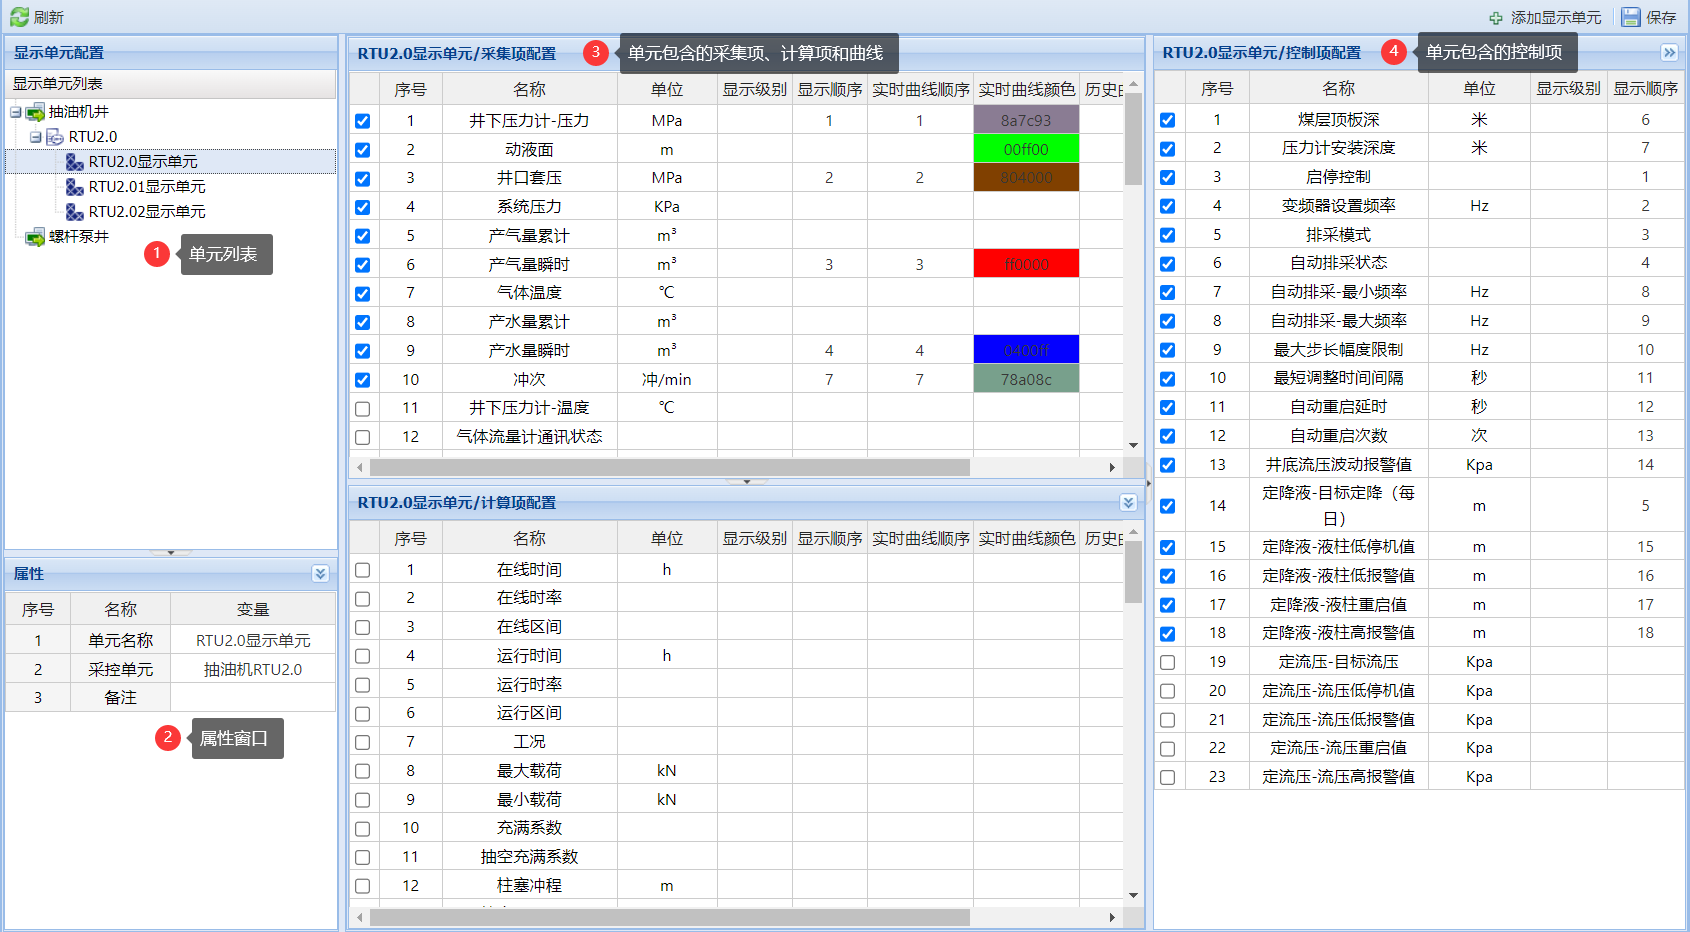 刷新
添加显示单元
保存
显示单元配置
显示单元列表
抽油机井
RTU2.0
RTU2.0显示单元
RTU2.01显示单元
RTU2.02显示单元
螺杆泵井
1 单元列表
属性
序号 名称 变量
1 单元名称 RTU2.0显示单元
2 采控单元 抽油机RTU2.0
3 备注
2 属性窗口
RTU2.0显示单元/采集项配置
3 单元包含的采集项、计算项和曲线
序号 名称 单位 显示级别 显示顺序 实时曲线顺序 实时曲线颜色 历史
1 井下压力计-压力 MPa 1 1 8a7c93
2 动液面 m 00ff00
3 井口套压 MPa 2 2 804000
4 系统压力 KPa
5 产气量累计 m³
6 产气量瞬时 m³ 3 3 ff0000
7 气体温度 ℃
8 产水量累计 m³
9 产水量瞬时 m³ 4 4 0400ff
10 冲次 冲/min 7 7 78a08c
11 井下压力计-温度 ℃
12 气体流量计通讯状态
RTU2.0显示单元/计算项配置
序号 名称 单位 显示级别 显示顺序 实时曲线顺序 实时曲线颜色 历史
1 在线时间 h
2 在线时率
3 在线区间
4 运行时间 h
5 运行时率
6 运行区间
7 工况
8 最大载荷 kN
9 最小载荷 kN
10 充满系数
11 抽空充满系数
12 柱塞冲程 m
RTU2.0显示单元/控制项配置
4 单元包含的控制项
序号 名称 单位 显示级别 显示顺序
1 煤层顶板深 米 6
2 压力计安装深度 米 7
3 启停控制 1
4 变频器设置频率 Hz 2
5 排采模式 3
6 自动排采状态 4
7 自动排采-最小频率 Hz 8
8 自动排采-最大频率 Hz 9
9 最大步长幅度限制 Hz 10
10 最短调整时间间隔 秒 11
11 自动重启延时 秒 12
12 自动重启次数 次 13
13 井底流压波动报警值 Kpa 14
14 定降液-目标定降（每
日） m 5
15 定降液-液柱低停机值 m 15
16 定降液-液柱低报警值 m 16
17 定降液-液柱重启值 m 17
18 定降液-液柱高报警值 m 18
19 定流压-目标流压 Kpa
20 定流压-流压低停机值 Kpa
21 定流压-流压低报警值 Kpa
22 定流压-流压重启值 Kpa
23 定流压-流压高报警值 Kpa